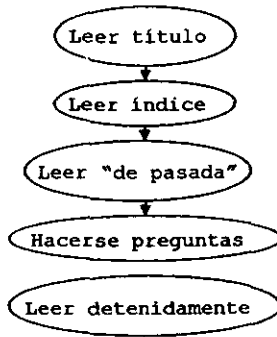 Leer título
Leer índice
Leer "de pasada"
Hacerse preguntas
Leer detenidamente